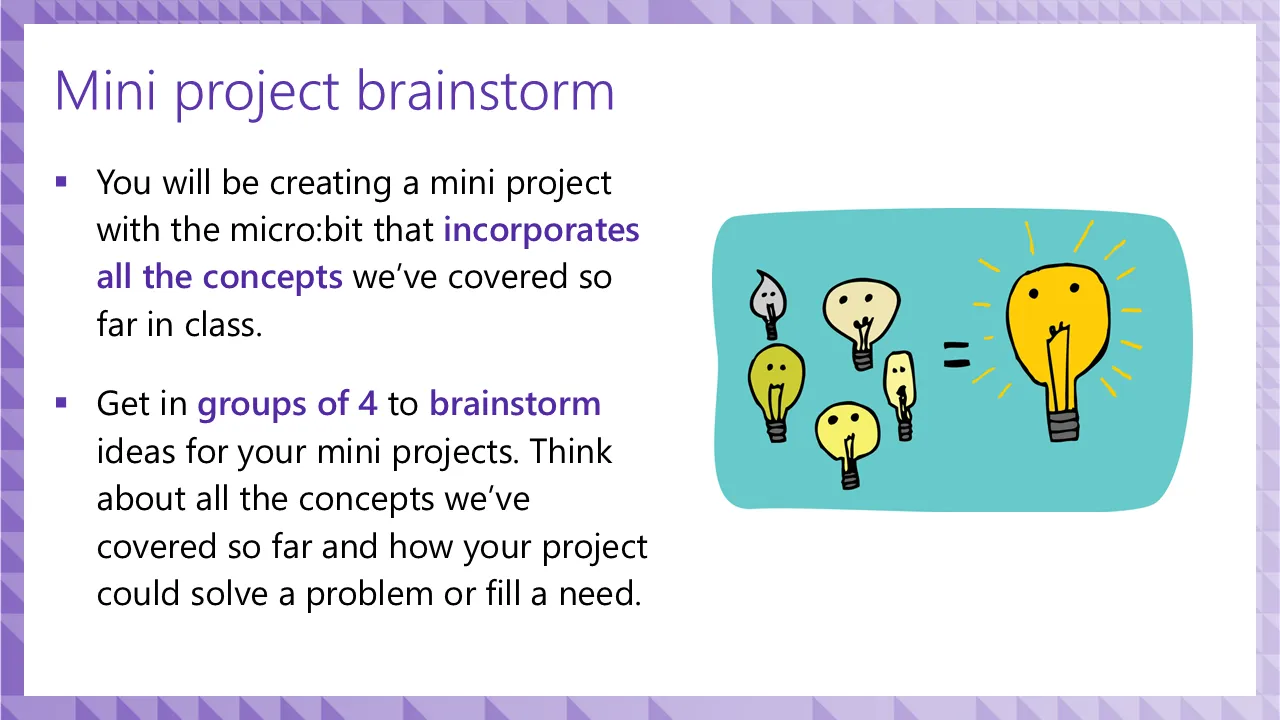 Mini project brainstorm
▪ You will be creating a mini project
with the micro:bit that incorporates
all the concepts we’ve covered so
far in class.
▪ Get in groups of 4 to brainstorm
ideas for your mini projects. Think
about all the concepts we’ve
covered so far and how your project
could solve a problem or fill a need.
=